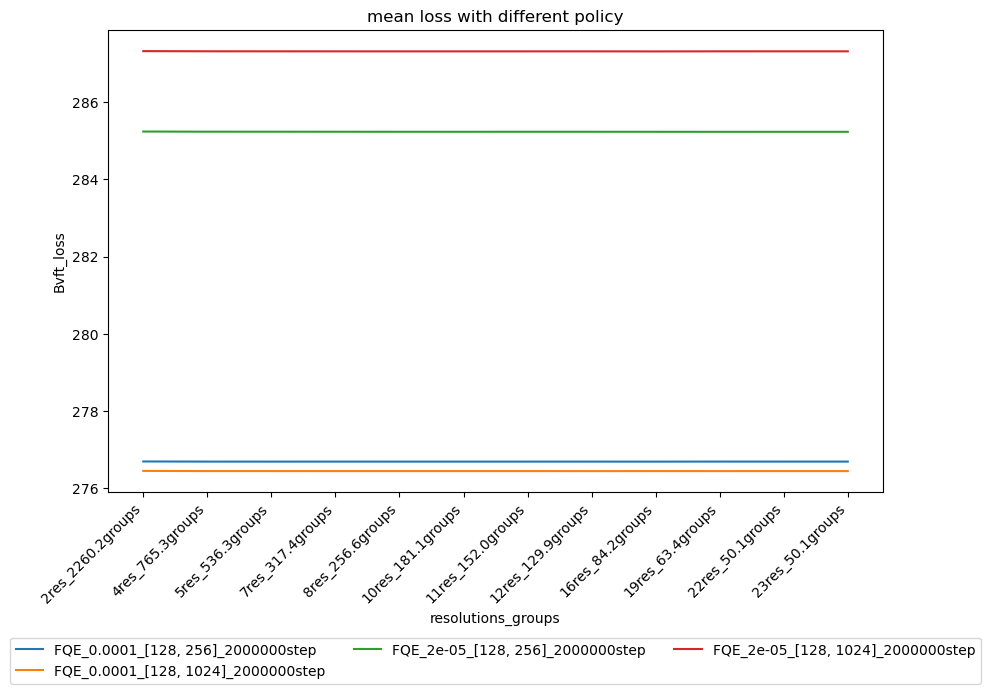 mean loss with different policy
Bvft_loss
286
284
282
280
278
276
2res_2260.2groups
4res_765.3groups
5res_536.3groups
7res_317.4groups
8res_256.6groups
10res_181.1groups
11res_152.0groups
12res_129.9groups
16res_84.2groups
19res_63.4groups
22res_50.1groups
23res_50.1groups
resolutions_groups
FQE_0.0001_[128, 256]_2000000step
FQE_0.0001_[128, 1024]_2000000step
FQE_2e-05_[128, 256]_2000000step
FQE_2e-05_[128, 1024]_2000000step